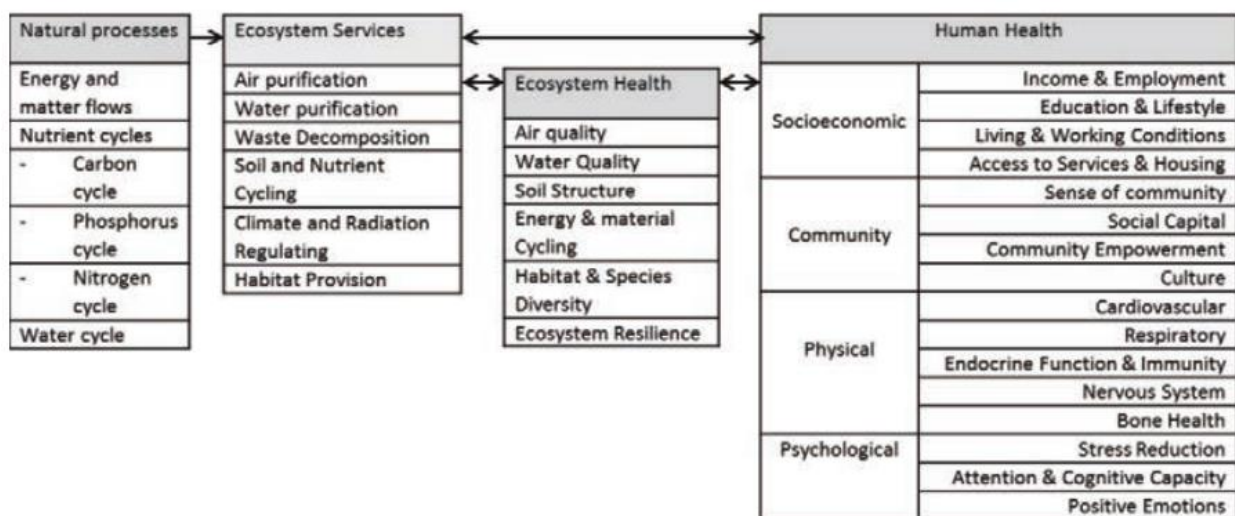 Natural processes
Energy and
matter flows
Nutrient cycles
- Carbon
cycle
- Phosphorus
cycle
- Nitrogen
cycle
Water cycle
Ecosystem Services
Air purification
Water purification
Waste Decomposition
Soil and Nutrient
Cycling
Climate and Radiation
Regulating
Habitat Provision
Ecosystem Health
Air quality
Water Quality
Soil Structure
Energy & material
Cycling
Habitat & Species
Diversity
Ecosystem Resilience
Human Health
Socioeconomic
Income & Employment
Education & Lifestyle
Living & Working Conditions
Access to Services & Housing
Community
Sense of community
Social Capital
Community Empowerment
Culture
Physical
Cardiovascular
Respiratory
Endocrine Function & Immunity
Nervous System
Bone Health
Psychological
Stress Reduction
Attention & Cognitive Capacity
Positive Emotions